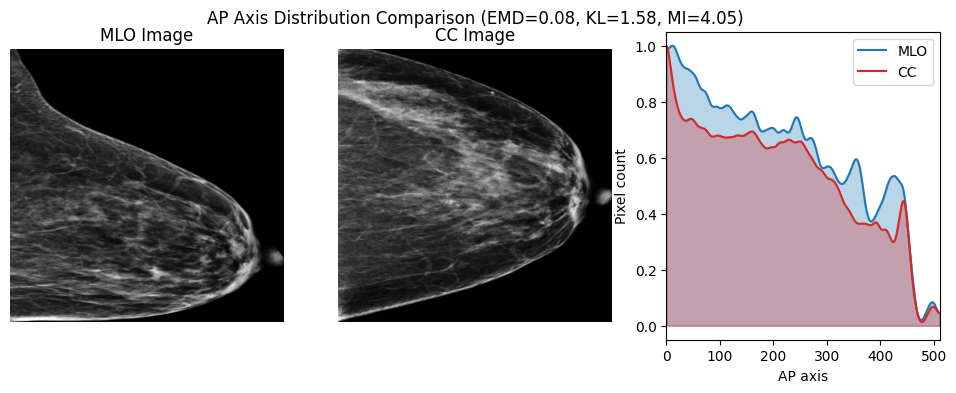 AP Axis Distribution Comparison (EMD=0.08, KL=1.58, MI=4.05)
MLO Image
CC Image
MLO
CC
Pixel count
1.0
0.8
0.6
0.4
0.2
0.0
0 100 200 300 400 500
AP axis